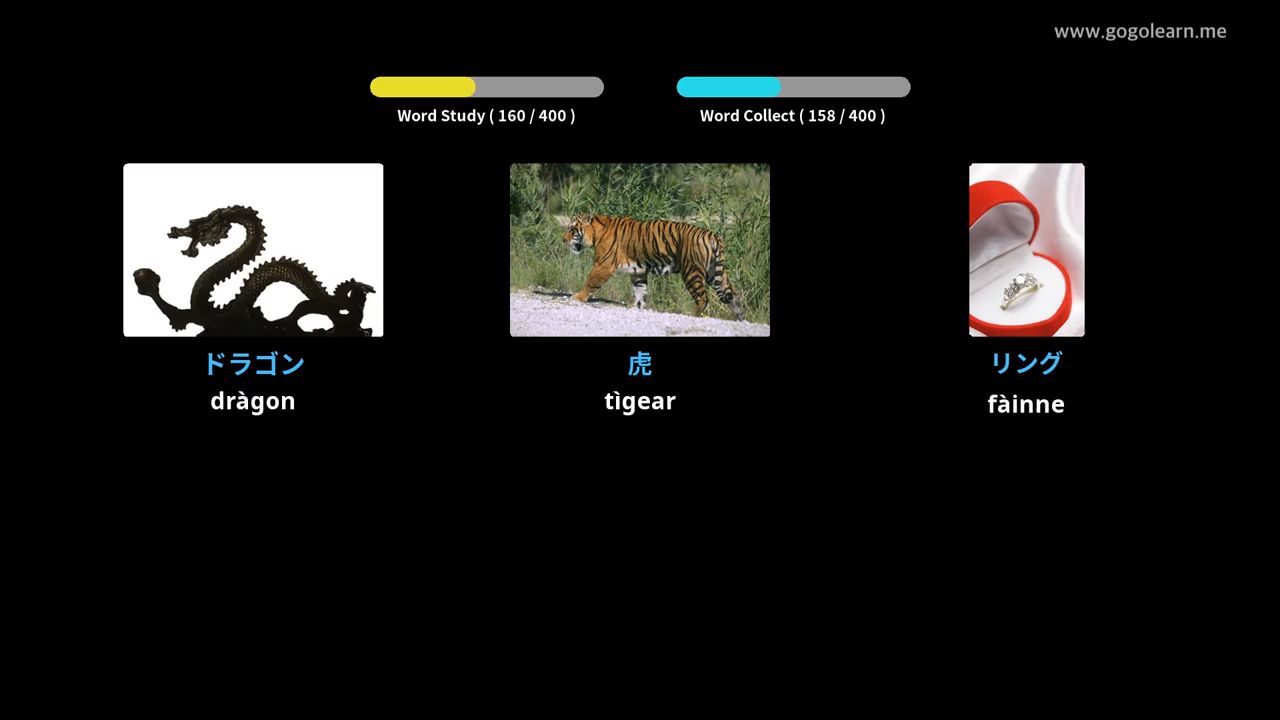 www.gogolearn.me
Word Study ( 160 / 400 )
Word Collect ( 158 / 400 )
ドラゴン
虎
リング
dràgon
tìgear
fàinne